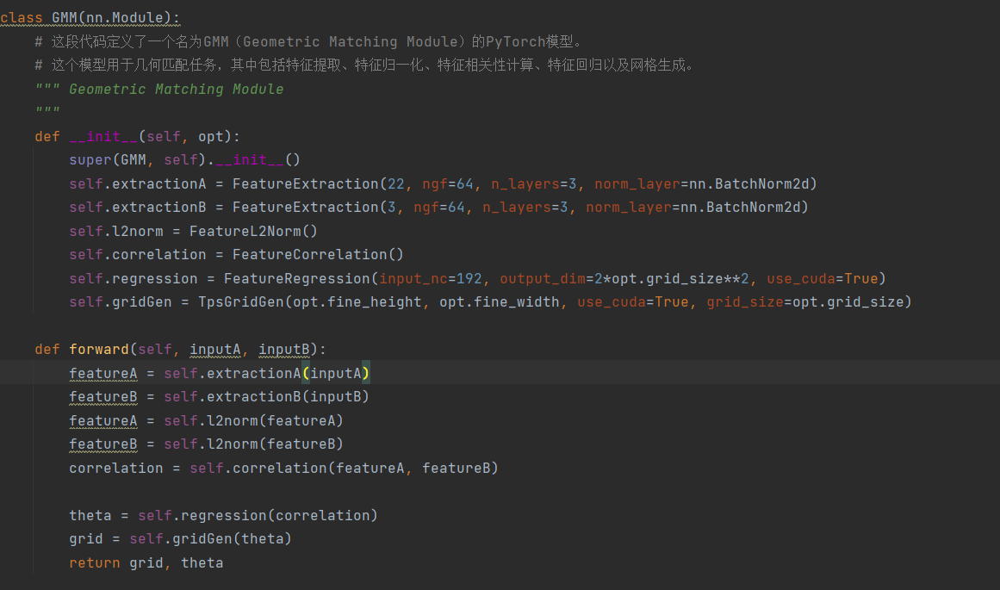 class GMM(nn.Module):
    # 这段代码定义了一个名为GMM（Geometric Matching Module）的PyTorch模型。
    # 这个模型用于几何匹配任务，其中包括特征提取、特征归一化、特征相关性计算、特征回归以及网格生成。
    """ Geometric Matching Module
    """
    def __init__(self, opt):
        super(GMM, self).__init__()
        self.extractionA = FeatureExtraction(22, ngf=64, n_layers=3, norm_layer=nn.BatchNorm2d)
        self.extractionB = FeatureExtraction(3, ngf=64, n_layers=3, norm_layer=nn.BatchNorm2d)
        self.l2norm = FeatureL2Norm()
        self.correlation = FeatureCorrelation()
        self.regression = FeatureRegression(input_nc=192, output_dim=2*opt.grid_size**2, use_cuda=True)
        self.gridGen = TpsGridGen(opt.fine_height, opt.fine_width, use_cuda=True, grid_size=opt.grid_size)

    def forward(self, inputA, inputB):
        featureA = self.extractionA(inputA)
        featureB = self.extractionB(inputB)
        featureA = self.l2norm(featureA)
        featureB = self.l2norm(featureB)
        correlation = self.correlation(featureA, featureB)

        theta = self.regression(correlation)
        grid = self.gridGen(theta)
        return grid, theta